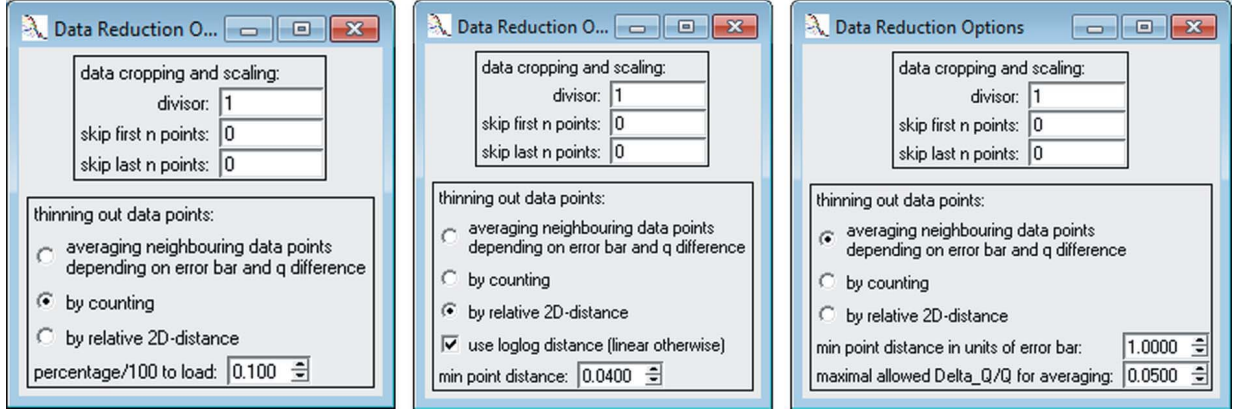 Data Reduction O...
data cropping and scaling:
divisor: 1
skip first n points: 0
skip last n points: 0
thinning out data points:
averaging neighbouring data points
depending on error bar and q difference
by counting
by relative 2D-distance
percentage/100 to load: 0.100
Data Reduction O...
data cropping and scaling:
divisor: 1
skip first n points: 0
skip last n points: 0
thinning out data points:
averaging neighbouring data points
depending on error bar and q difference
by counting
by relative 2D-distance
use loglog distance (linear otherwise)
min point distance: 0.0400
Data Reduction Options
data cropping and scaling:
divisor: 1
skip first n points: 0
skip last n points: 0
thinning out data points:
averaging neighbouring data points
depending on error bar and q difference
by counting
by relative 2D-distance
min point distance in units of error bar: 1.0000
maximal allowed Delta_Q/Q for averaging: 0.0500